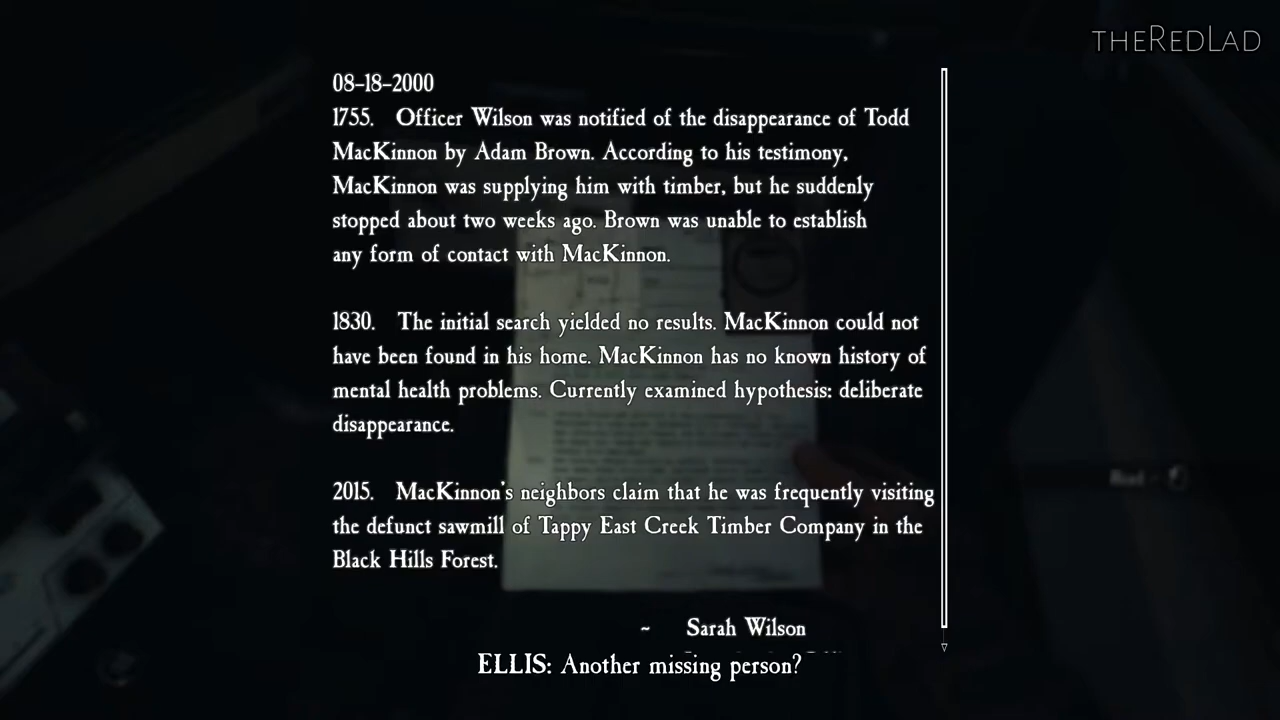 THEREDLAD
08-18-2000
1755. Officer Wilson was notified of the disappearance of Todd
MacKinnon by Adam Brown. According to his testimony,
MacKinnon was supplying him with timber, but he suddenly
stopped about two weeks ago. Brown was unable to establish
any form of contact with MacKinnon.
1830. The initial search yielded no results. MacKinnon could not
have been found in his home. MacKinnon has no known history of
mental health problems. Currently examined hypothesis: deliberate
disappearance.
2015. MacKinnon's neighbors claim that he was frequently visiting
the defunct sawmill of Tappy East Creek Timber Company in the
Black Hills Forest.
~ Sarah Wilson
ELLIS: Another missing person?